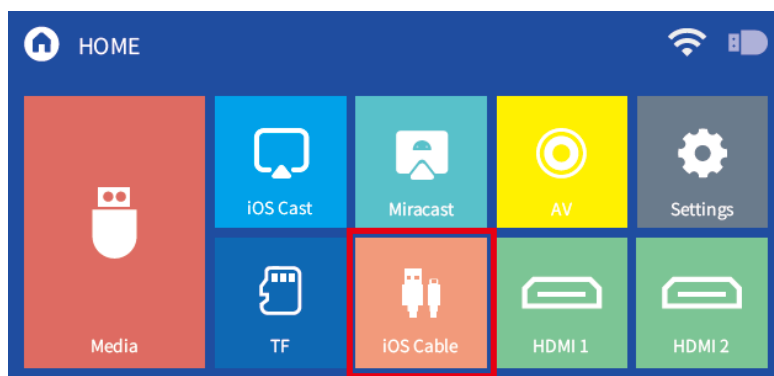 HOME
iOS Cast
Miracast
AV
Settings
Media
TF
iOS Cable
HDMI 1
HDMI 2